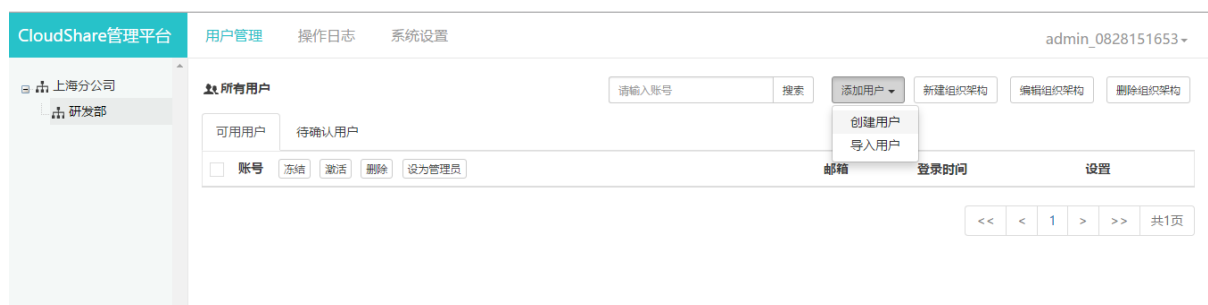 CloudShare管理平台 用户管理 操作日志 系统设置 admin_0828151653
上海分公司
研发部
所有用户 请输入账号 搜索 添加用户 新建组织架构 编辑组织架构 删除组织架构
创建用户
导入用户
可用用户 待确认用户
账号 冻结 激活 删除 设为管理员 邮箱 登录时间 设置
<< < 1 > >> 共1页